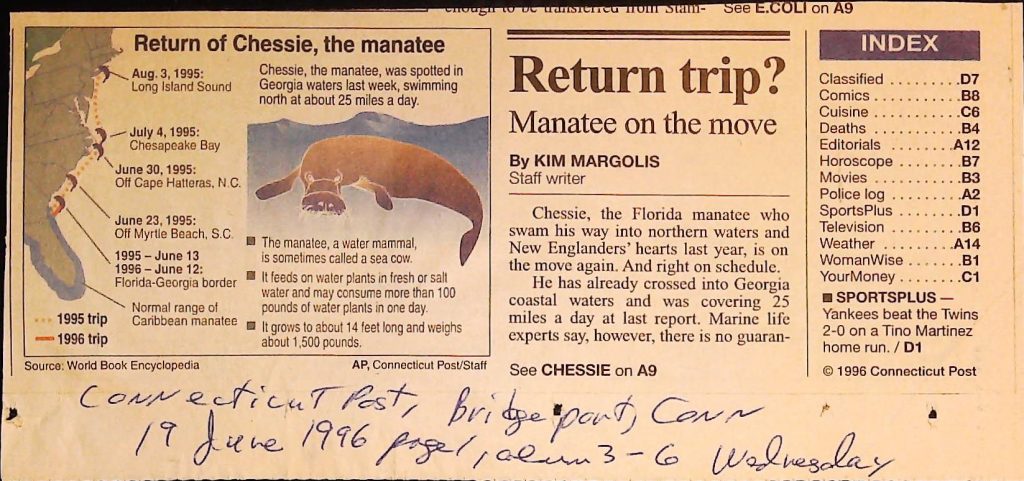 enough to be transferred from Stam- See E.COLI on A9
Return of Chessie, the manatee
Chessie, the manatee, was spotted in
Georgia waters last week, swimming
north at about 25 miles a day.
Aug. 3, 1995:
Long Island Sound
July 4, 1995:
Chesapeake Bay
June 30, 1995:
Off Cape Hatteras, N.C.
June 23, 1995:
Off Myrtle Beach, S.C.
1995 – June 13
1996 – June 12:
Florida-Georgia border
Normal range of
Caribbean manatee
1995 trip
1996 trip
The manatee, a water mammal,
is sometimes called a sea cow.
It feeds on water plants in fresh or salt
water and may consume more than 100
pounds of water plants in one day.
It grows to about 14 feet long and weighs
about 1,500 pounds.
Source: World Book Encyclopedia
AP, Connecticut Post/Staff
Return trip?
Manatee on the move
By KIM MARGOLIS
Staff writer
Chessie, the Florida manatee who
swam his way into northern waters and
New Englanders' hearts last year, is on
the move again. And right on schedule.
He has already crossed into Georgia
coastal waters and was covering 25
miles a day at last report. Marine life
experts say, however, there is no guaran-
See CHESSIE on A9
INDEX
Classified . . . . . . . . . D7
Comics . . . . . . . . . . . B8
Cuisine . . . . . . . . . . . C6
Deaths . . . . . . . . . . . B4
Editorials . . . . . . . . . A12
Horoscope . . . . . . . . B7
Movies . . . . . . . . . . . B3
Police log . . . . . . . . . A2
SportsPlus . . . . . . . . D1
Television . . . . . . . . . B6
Weather . . . . . . . . . . A14
WomanWise . . . . . . . B1
YourMoney . . . . . . . . C1
SPORTSPLUS —
Yankees beat the Twins
2-0 on a Tino Martinez
home run. / D1
© 1996 Connecticut Post
Connecticut Post, Bridgeport, Conn
19 June 1996 page 1, column 3-6 Wednesday